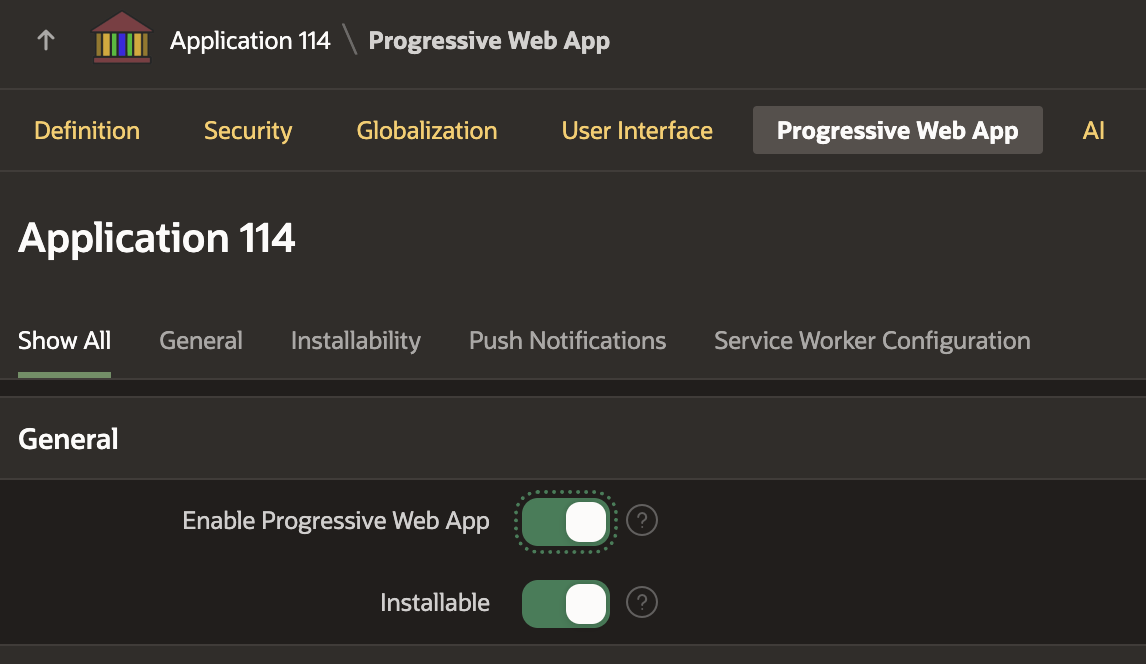 Application 114 \ Progressive Web App
Definition Security Globalization User Interface Progressive Web App AI
Application 114
Show All General Installability Push Notifications Service Worker Configuration
General
Enable Progressive Web App ?
Installable ?